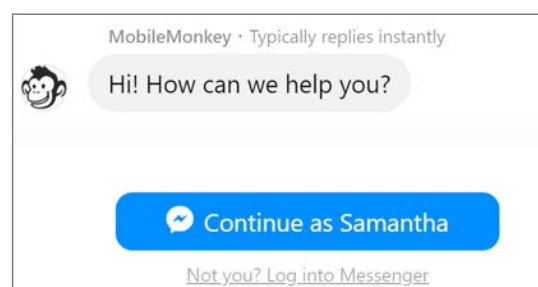 MobileMonkey · Typically replies instantly
Hi! How can we help you?
Continue as Samantha
Not you? Log into Messenger